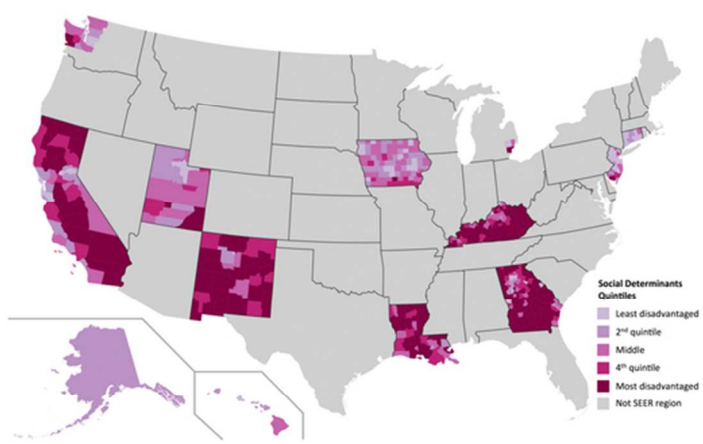 Social Determinants
Quintiles
Least disadvantaged
2nd quintile
Middle
4th quintile
Most disadvantaged
Not SEER region